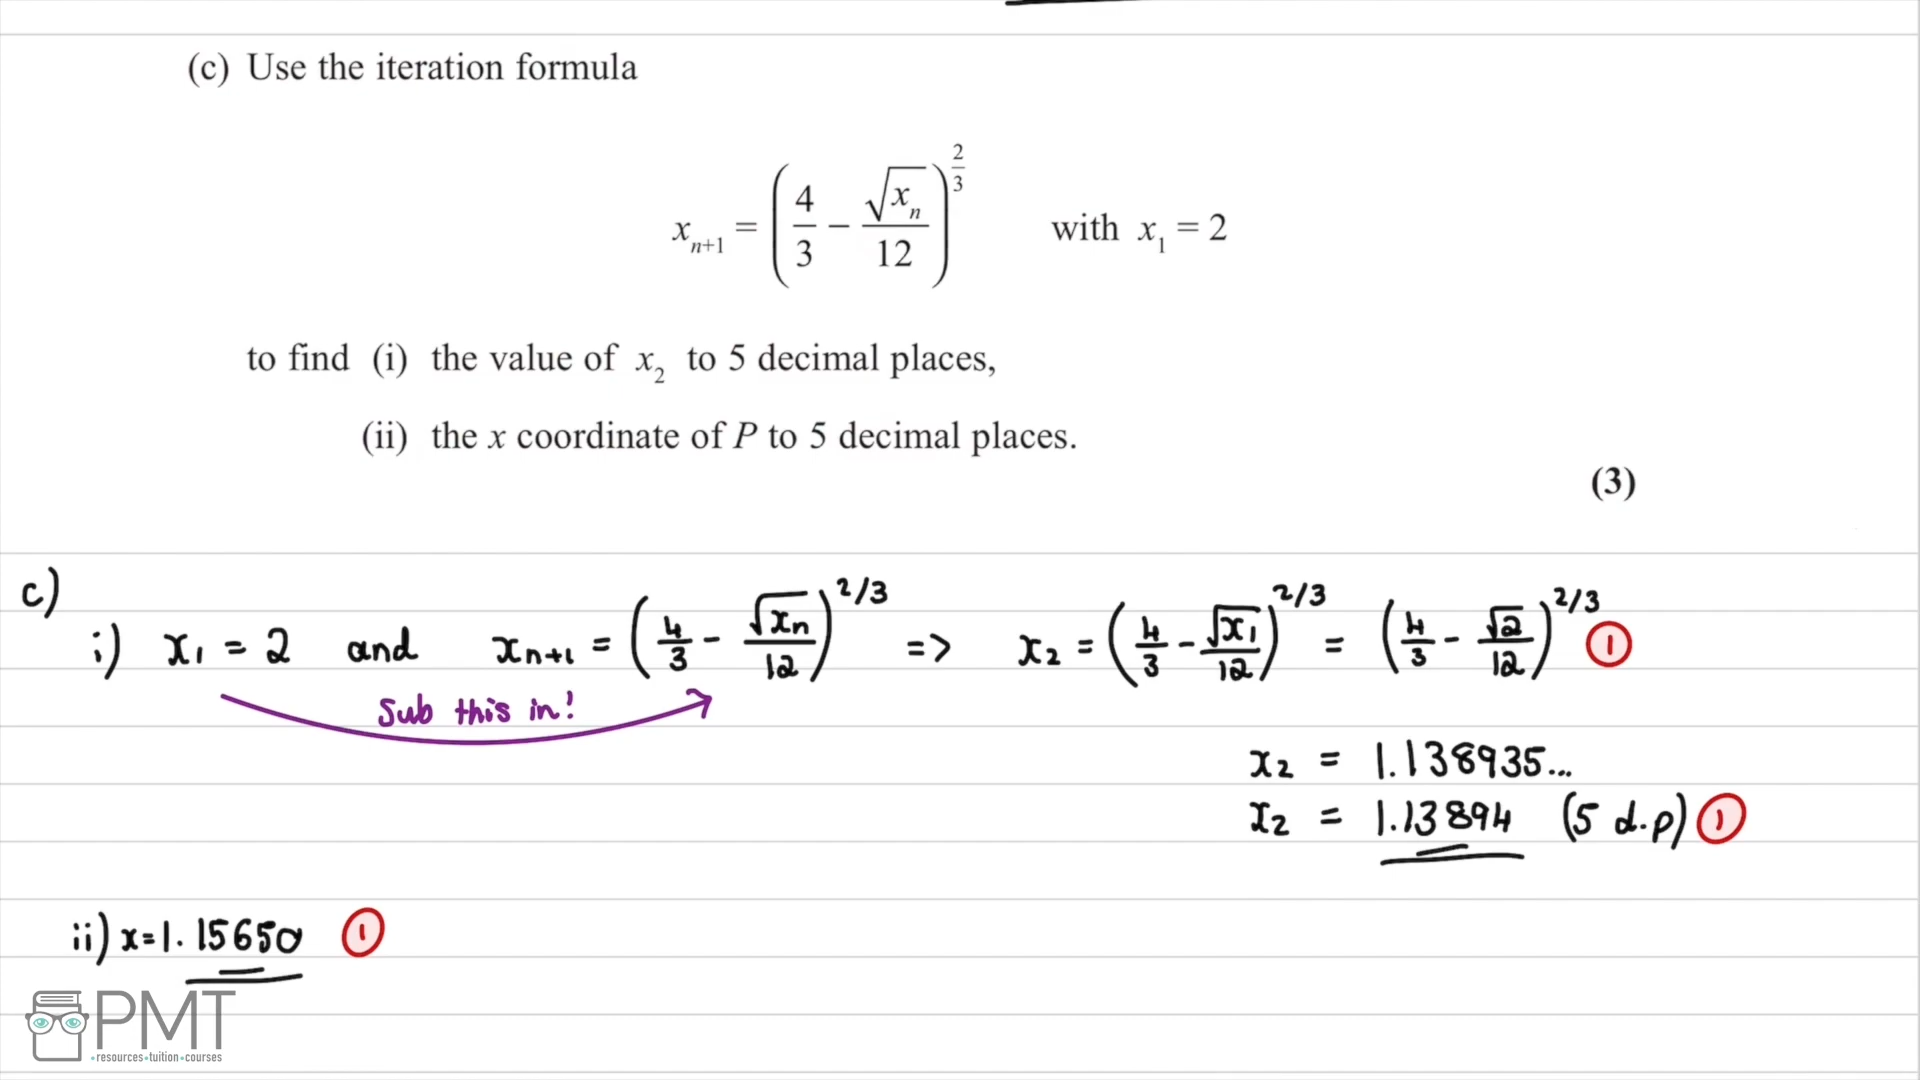 (c) Use the iteration formula
x_{n+1} = (4/3 − √x_n/12)^{2/3} with x_1 = 2
to find (i) the value of x_2 to 5 decimal places,
(ii) the x coordinate of P to 5 decimal places.
(3)
c)
i) x_1 = 2 and x_{n+1} = (4/3 − √x_n/12)^{2/3} => x_2 = (4/3 − √x_1/12)^{2/3} = (4/3 − √2/12)^{2/3} 1
Sub this in!
x_2 = 1.138935...
x_2 = 1.13894 (5 d.p) 1
ii) x = 1.15650 1
PMT
•resources•tuition•courses